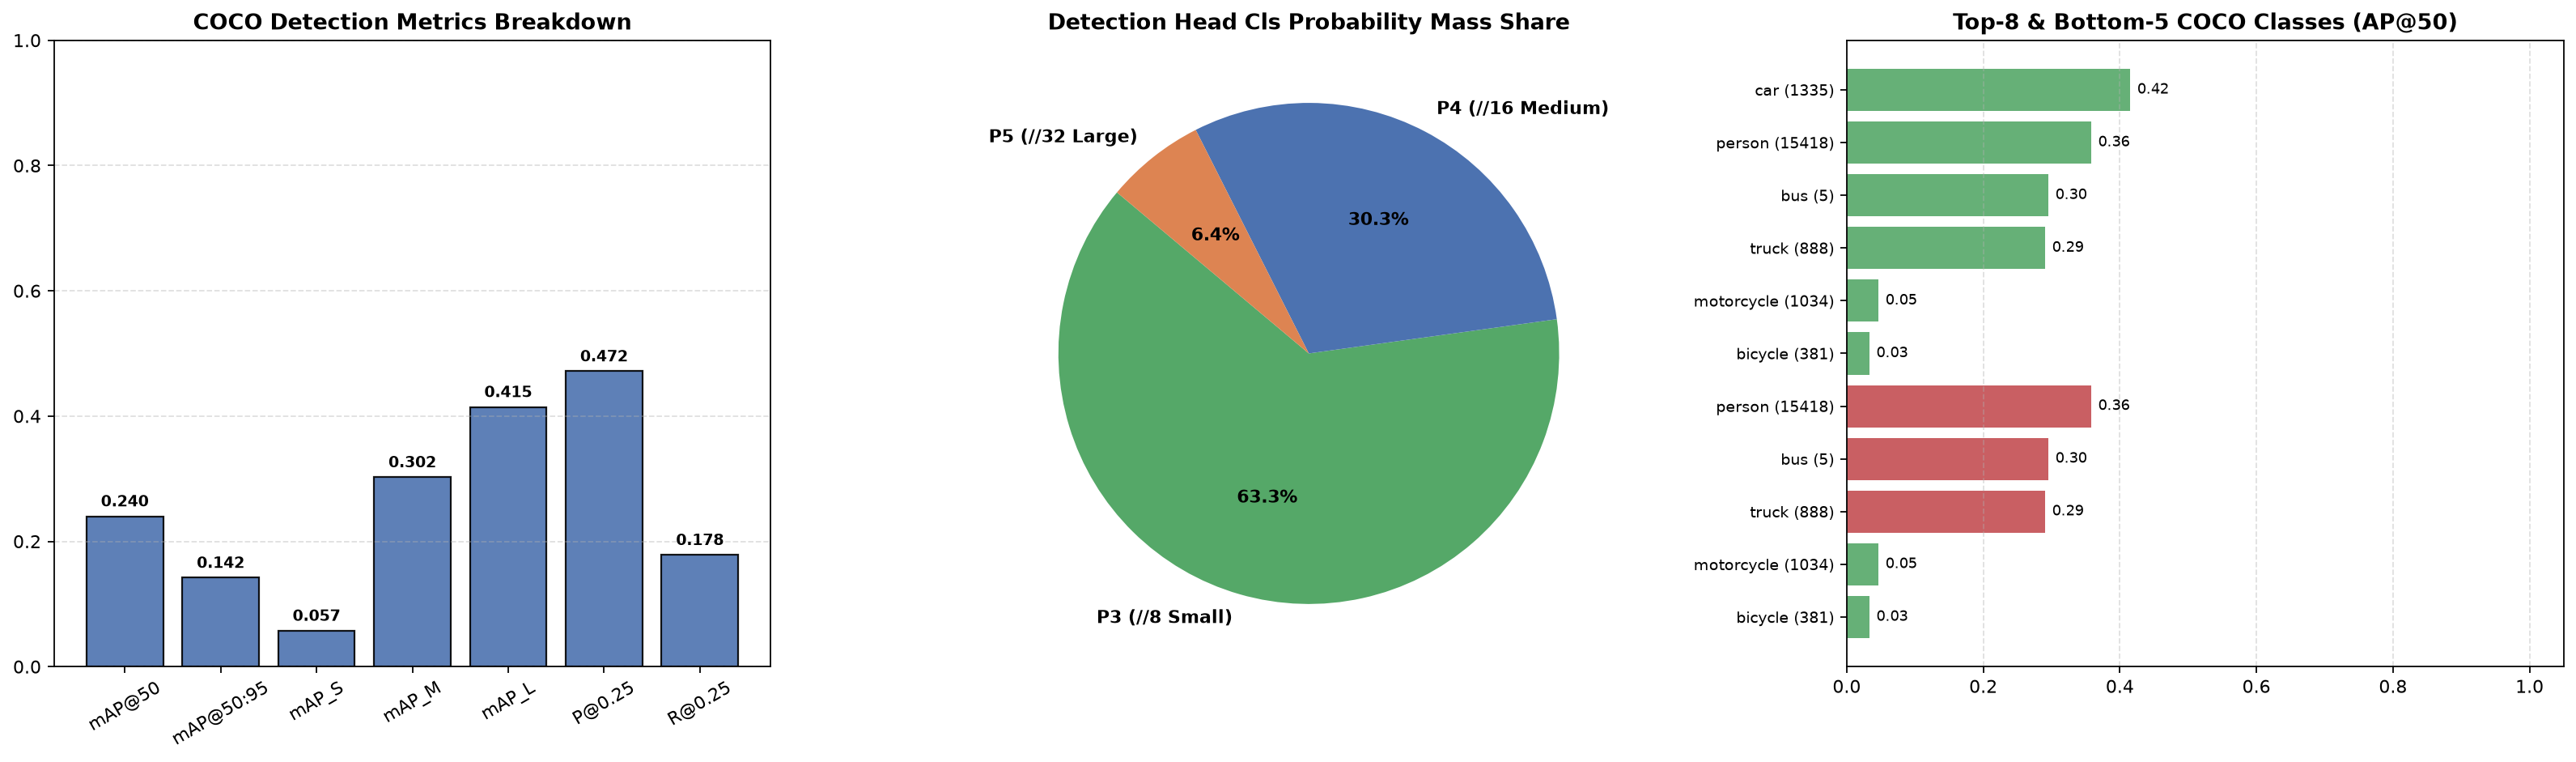 COCO Detection Metrics Breakdown
1.0
0.8
0.6
0.4
0.2
0.0
0.240
0.142
0.057
0.302
0.415
0.472
0.178
mAP@50
mAP@50:95
mAP_S
mAP_M
mAP_L
P@0.25
R@0.25
Detection Head Cls Probability Mass Share
P4 (//16 Medium)
P5 (//32 Large)
30.3%
6.4%
63.3%
P3 (//8 Small)
Top-8 & Bottom-5 COCO Classes (AP@50)
car (1335) 0.42
person (15418) 0.36
bus (5) 0.30
truck (888) 0.29
motorcycle (1034) 0.05
bicycle (381) 0.03
person (15418) 0.36
bus (5) 0.30
truck (888) 0.29
motorcycle (1034) 0.05
bicycle (381) 0.03
0.0 0.2 0.4 0.6 0.8 1.0